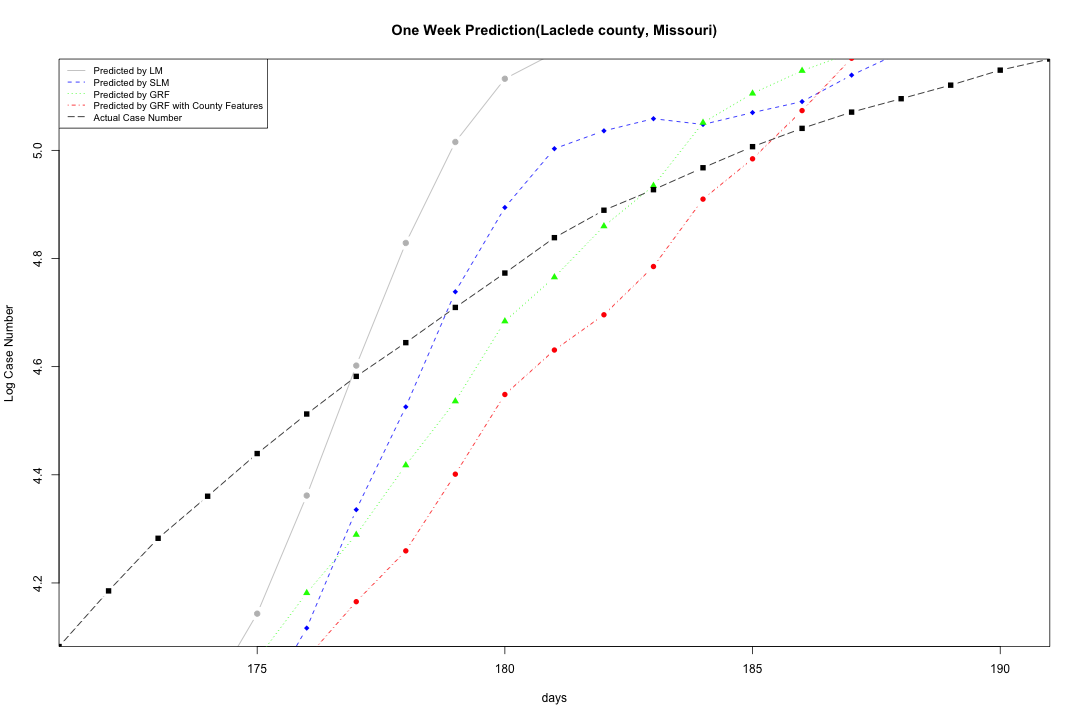 One Week Prediction(Laclede county, Missouri)
Predicted by LM
Predicted by SLM
Predicted by GRF
Predicted by GRF with County Features
Actual Case Number
Log Case Number
5.0
4.8
4.6
4.4
4.2
175 180 185 190
days